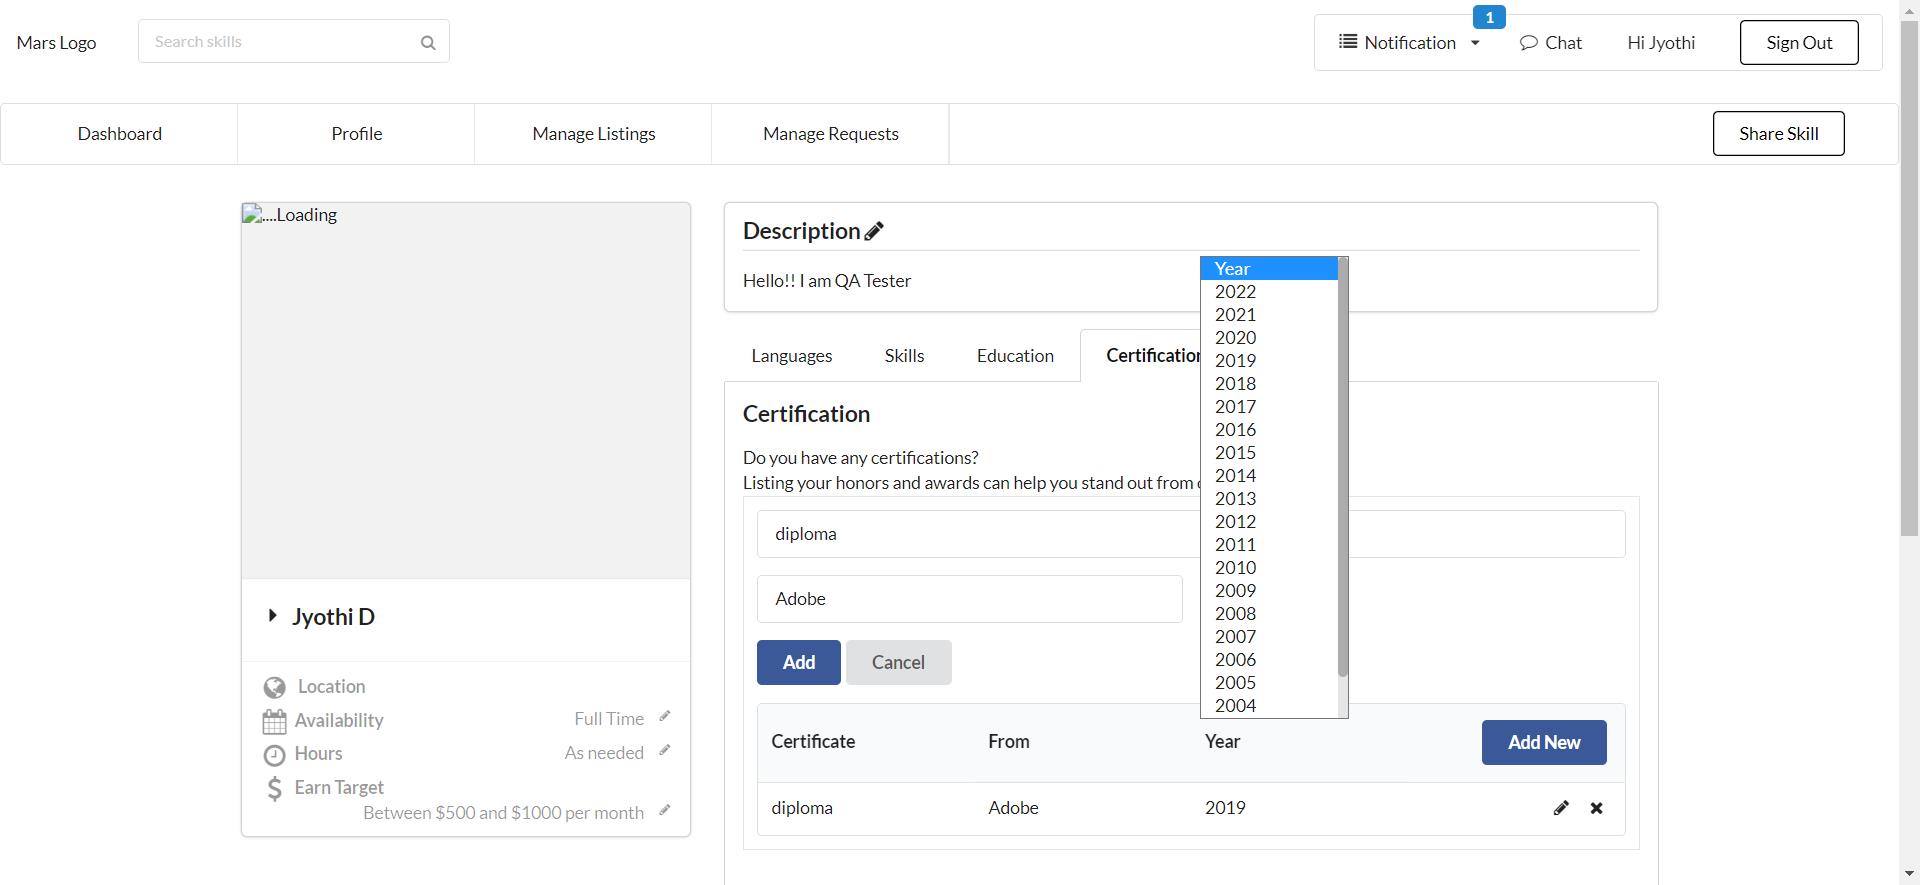 Mars Logo
Search skills
Notification
1
Chat
Hi Jyothi
Sign Out
Dashboard
Profile
Manage Listings
Manage Requests
Share Skill
....Loading
Jyothi D
Location
Availability
Full Time
Hours
As needed
Earn Target
Between $500 and $1000 per month
Description
Hello!! I am QA Tester
Languages
Skills
Education
Certification
Certification
Do you have any certifications?
Listing your honors and awards can help you stand out from
diploma
Adobe
Year
2022
2021
2020
2019
2018
2017
2016
2015
2014
2013
2012
2011
2010
2009
2008
2007
2006
2005
2004
Add
Cancel
Certificate
From
Year
Add New
diploma
Adobe
2019